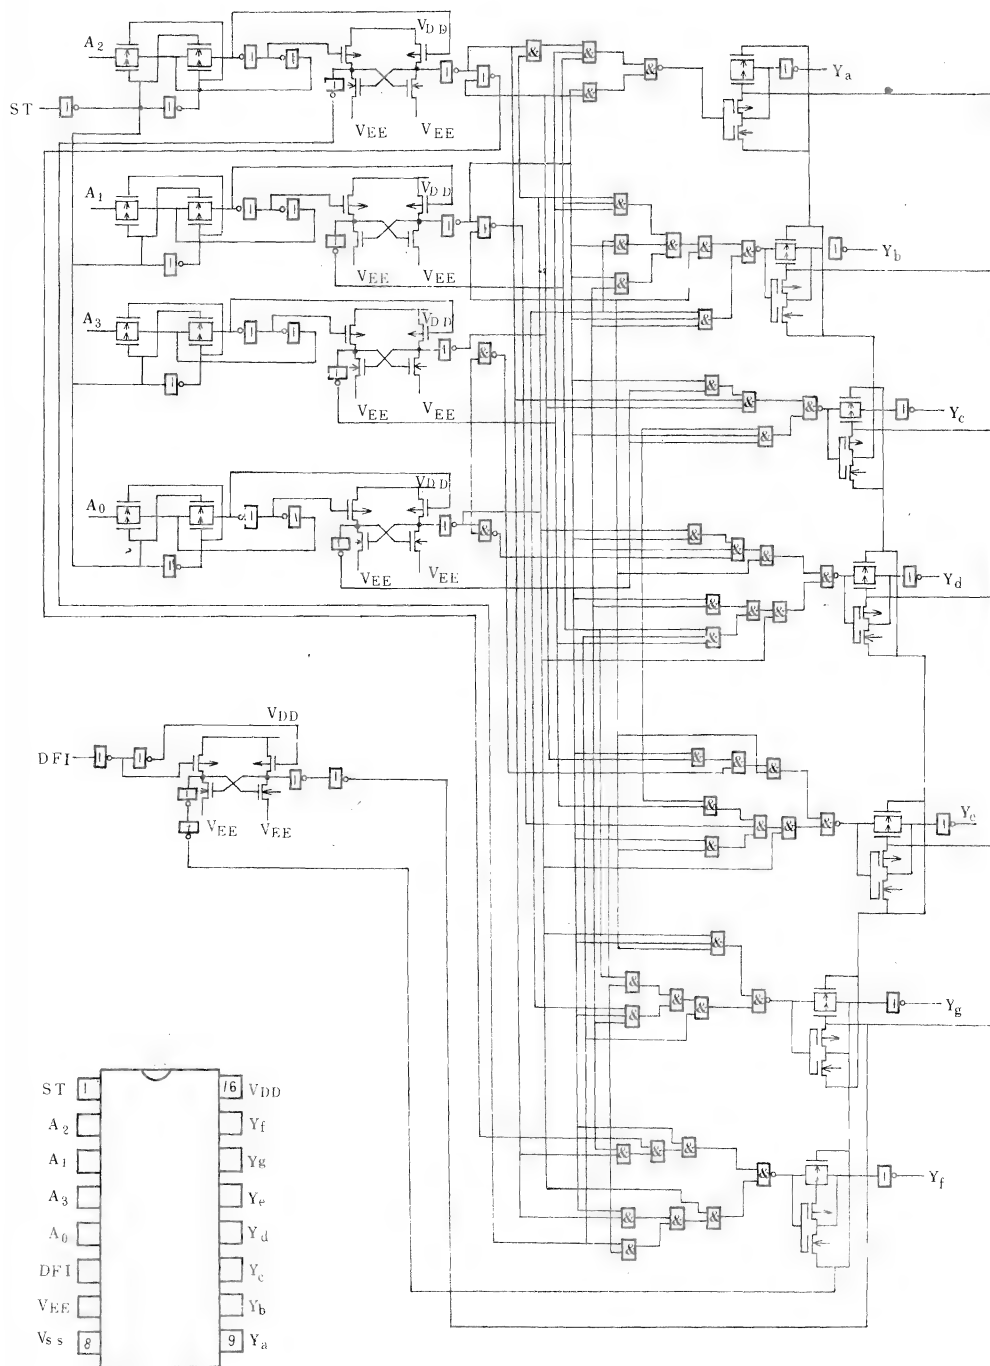 A2
VDD
Ya
ST
VEE VEE
A1
VDD
Yb
VEE VEE
A3
VDD
VEE VEE
Yc
A0
VDD
VEE VEE
Yd
DFI
VDD
VEE VEE
Ye
Yg
Yf
ST 1 16 VDD
A2 Yf
A1 Yg
A3 Ye
A0 Yd
DFI Yc
VEE Yb
Vss 8 9 Ya